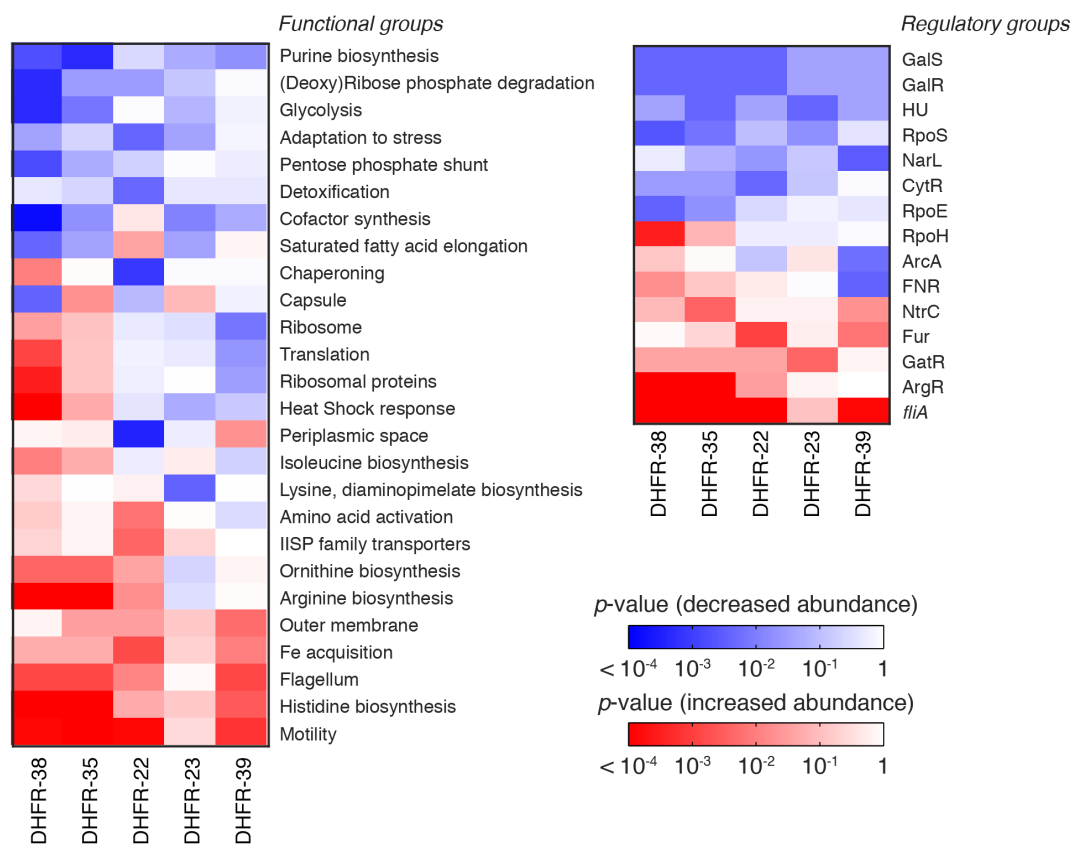 Functional groups
Purine biosynthesis
(Deoxy)Ribose phosphate degradation
Glycolysis
Adaptation to stress
Pentose phosphate shunt
Detoxification
Cofactor synthesis
Saturated fatty acid elongation
Chaperoning
Capsule
Ribosome
Translation
Ribosomal proteins
Heat Shock response
Periplasmic space
Isoleucine biosynthesis
Lysine, diaminopimelate biosynthesis
Amino acid activation
IISP family transporters
Ornithine biosynthesis
Arginine biosynthesis
Outer membrane
Fe acquisition
Flagellum
Histidine biosynthesis
Motility
DHFR-38
DHFR-35
DHFR-22
DHFR-23
DHFR-39
Regulatory groups
GalS
GalR
HU
RpoS
NarL
CytR
RpoE
RpoH
ArcA
FNR
NtrC
Fur
GatR
ArgR
fliA
DHFR-38
DHFR-35
DHFR-22
DHFR-23
DHFR-39
p-value (decreased abundance)
< 10⁻⁴ 10⁻³ 10⁻² 10⁻¹ 1
p-value (increased abundance)
< 10⁻⁴ 10⁻³ 10⁻² 10⁻¹ 1